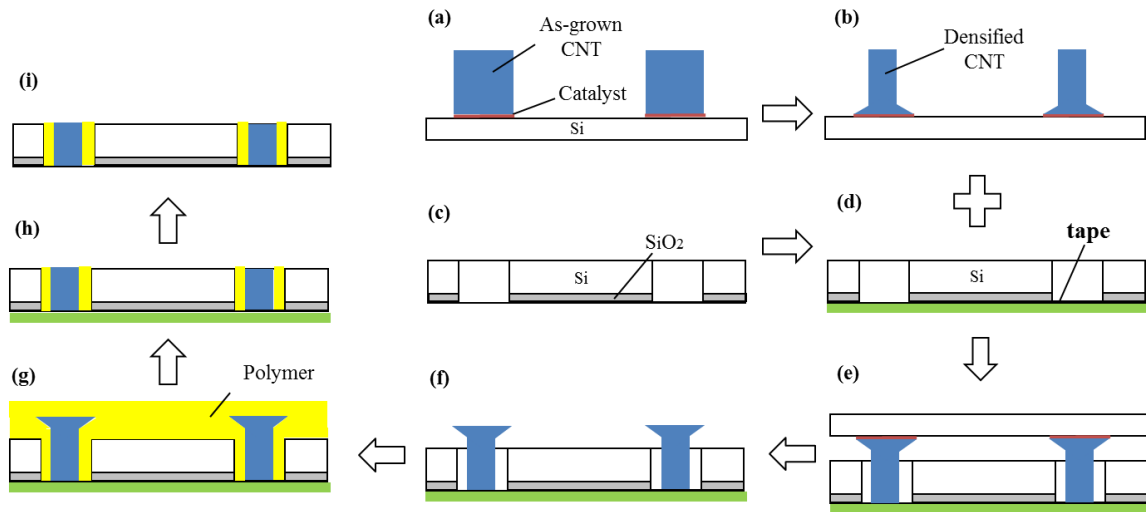 (a)
As-grown
CNT
Catalyst
Si
(b)
Densified
CNT
(c)
SiO₂
Si
(d)
tape
Si
(e)
(f)
(g)
Polymer
(h)
(i)